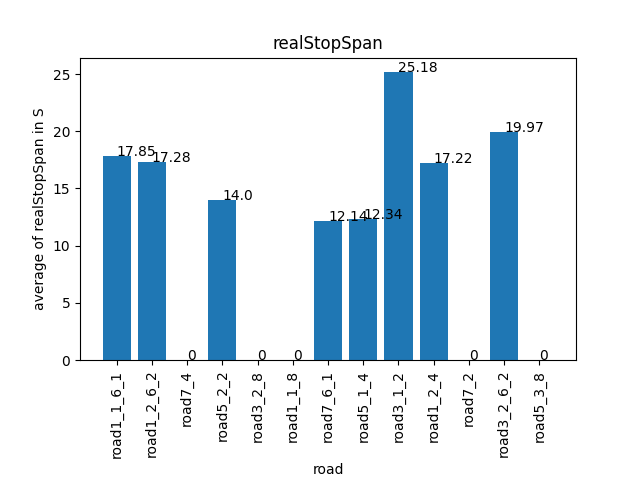 realStopSpan
average of realStopSpan in S
25
20
15
10
5
0
17.85
17.28
0
14.0
0
0
12.14
12.34
25.18
17.22
0
19.97
0
road1_1_6_1
road1_2_6_2
road7_4
road5_2_2
road3_2_8
road1_1_8
road7_6_1
road5_1_4
road3_1_2
road1_2_4
road7_2
road3_2_6_2
road5_3_8
road